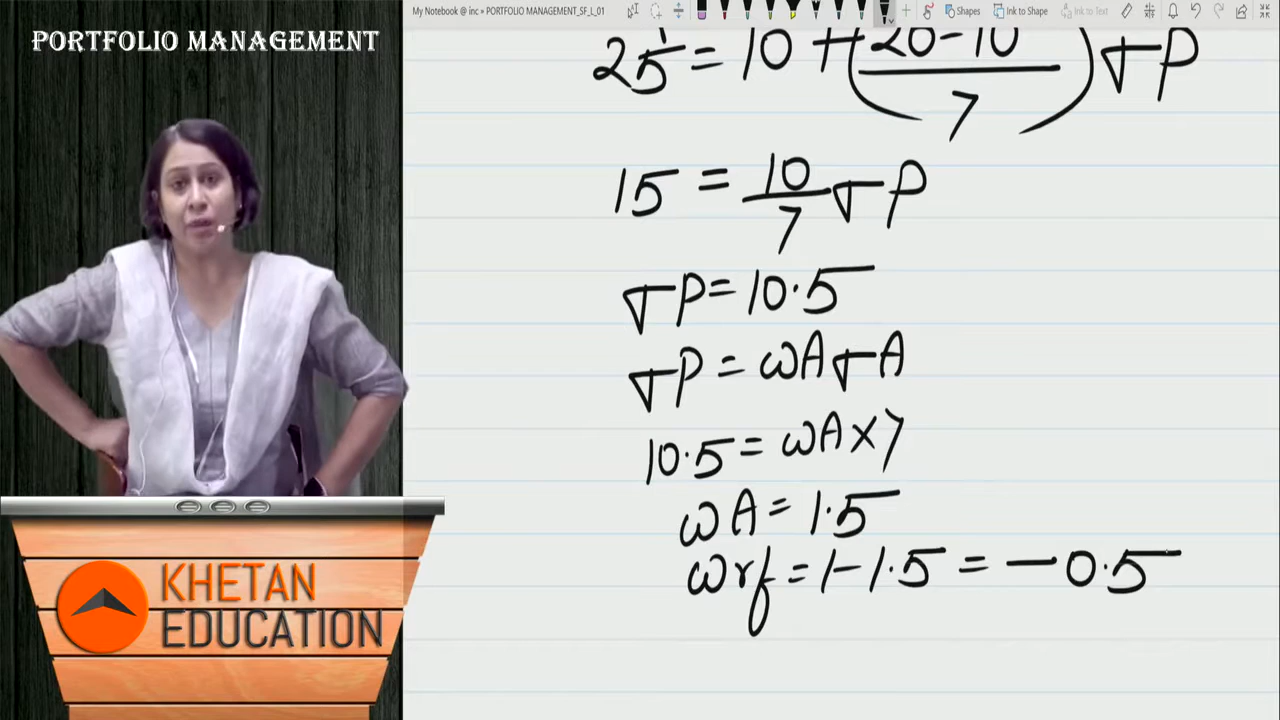 PORTFOLIO MANAGEMENT
My Notebook @ inc » PORTFOLIO MANAGEMENT_SF_L_01
Shapes
Ink to Shape
Ink to Text
25 = 10 + (20-10 / 7) σP
15 = 10/7 σP
σP = 10.5
σP = ωAσA
10.5 = ωA × 7
ωA = 1.5
ωrf = 1-1.5 = -0.5
KHETAN
EDUCATION